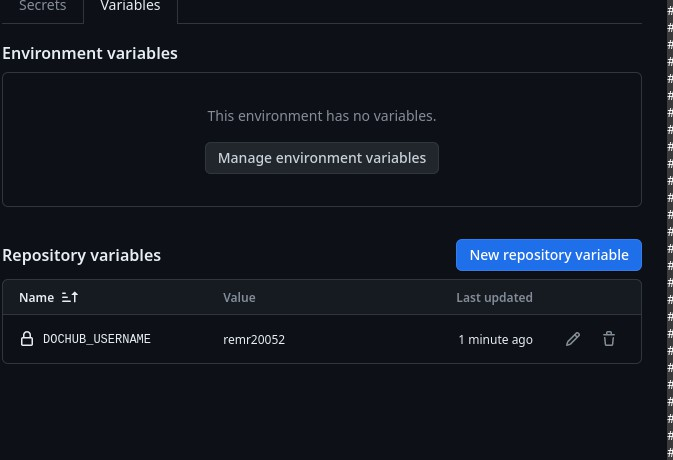 Secrets Variables
Environment variables
This environment has no variables.
Manage environment variables
Repository variables New repository variable
Name Value Last updated
DOCHUB_USERNAME remr20052 1 minute ago